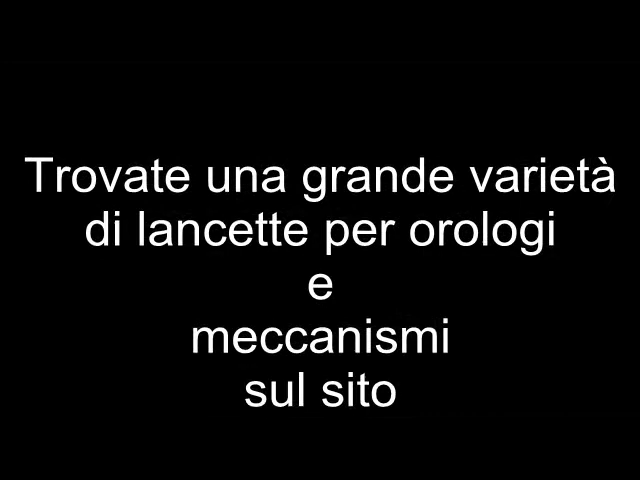 Trovate una grande varietà
di lancette per orologi
e
meccanismi
sul sito